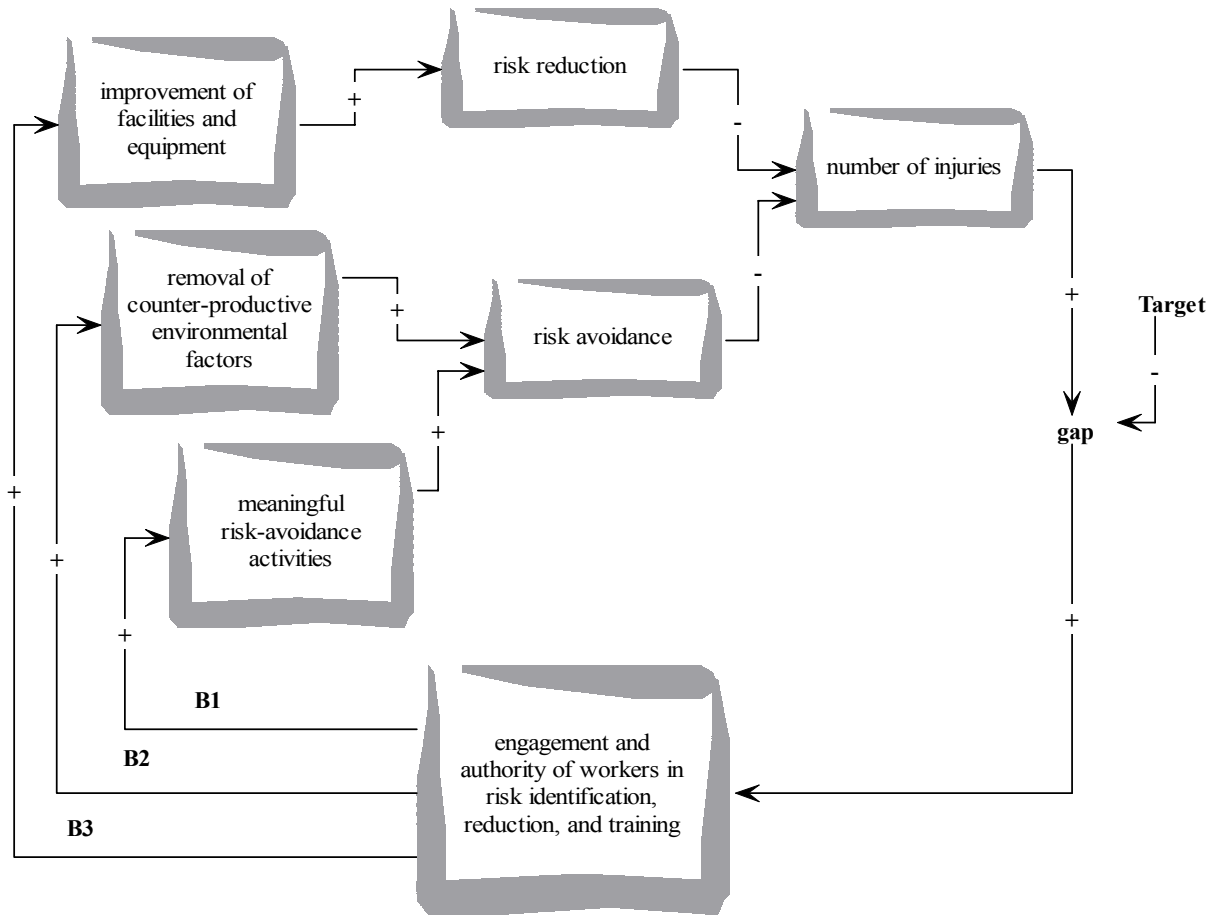 improvement of
facilities and
equipment
+
risk reduction
-
number of injuries
removal of
counter-productive
environmental
factors
+
risk avoidance
-
+
Target
-
gap
meaningful
risk-avoidance
activities
+
+
+
+
+
B1
B2
B3
engagement and
authority of workers in
risk identification,
reduction, and training